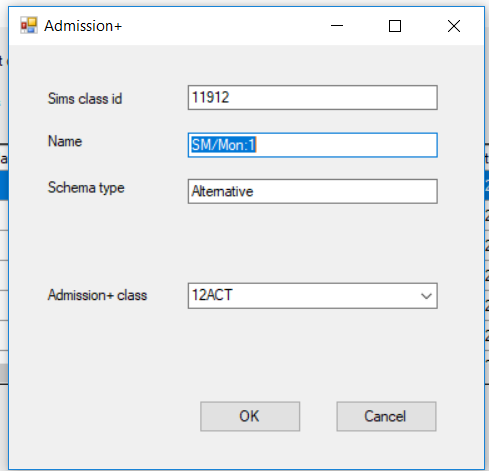 Admission+
Sims class id 11912
Name SM/Mon:1
Schema type Alternative
Admission+ class 12ACT
OK Cancel